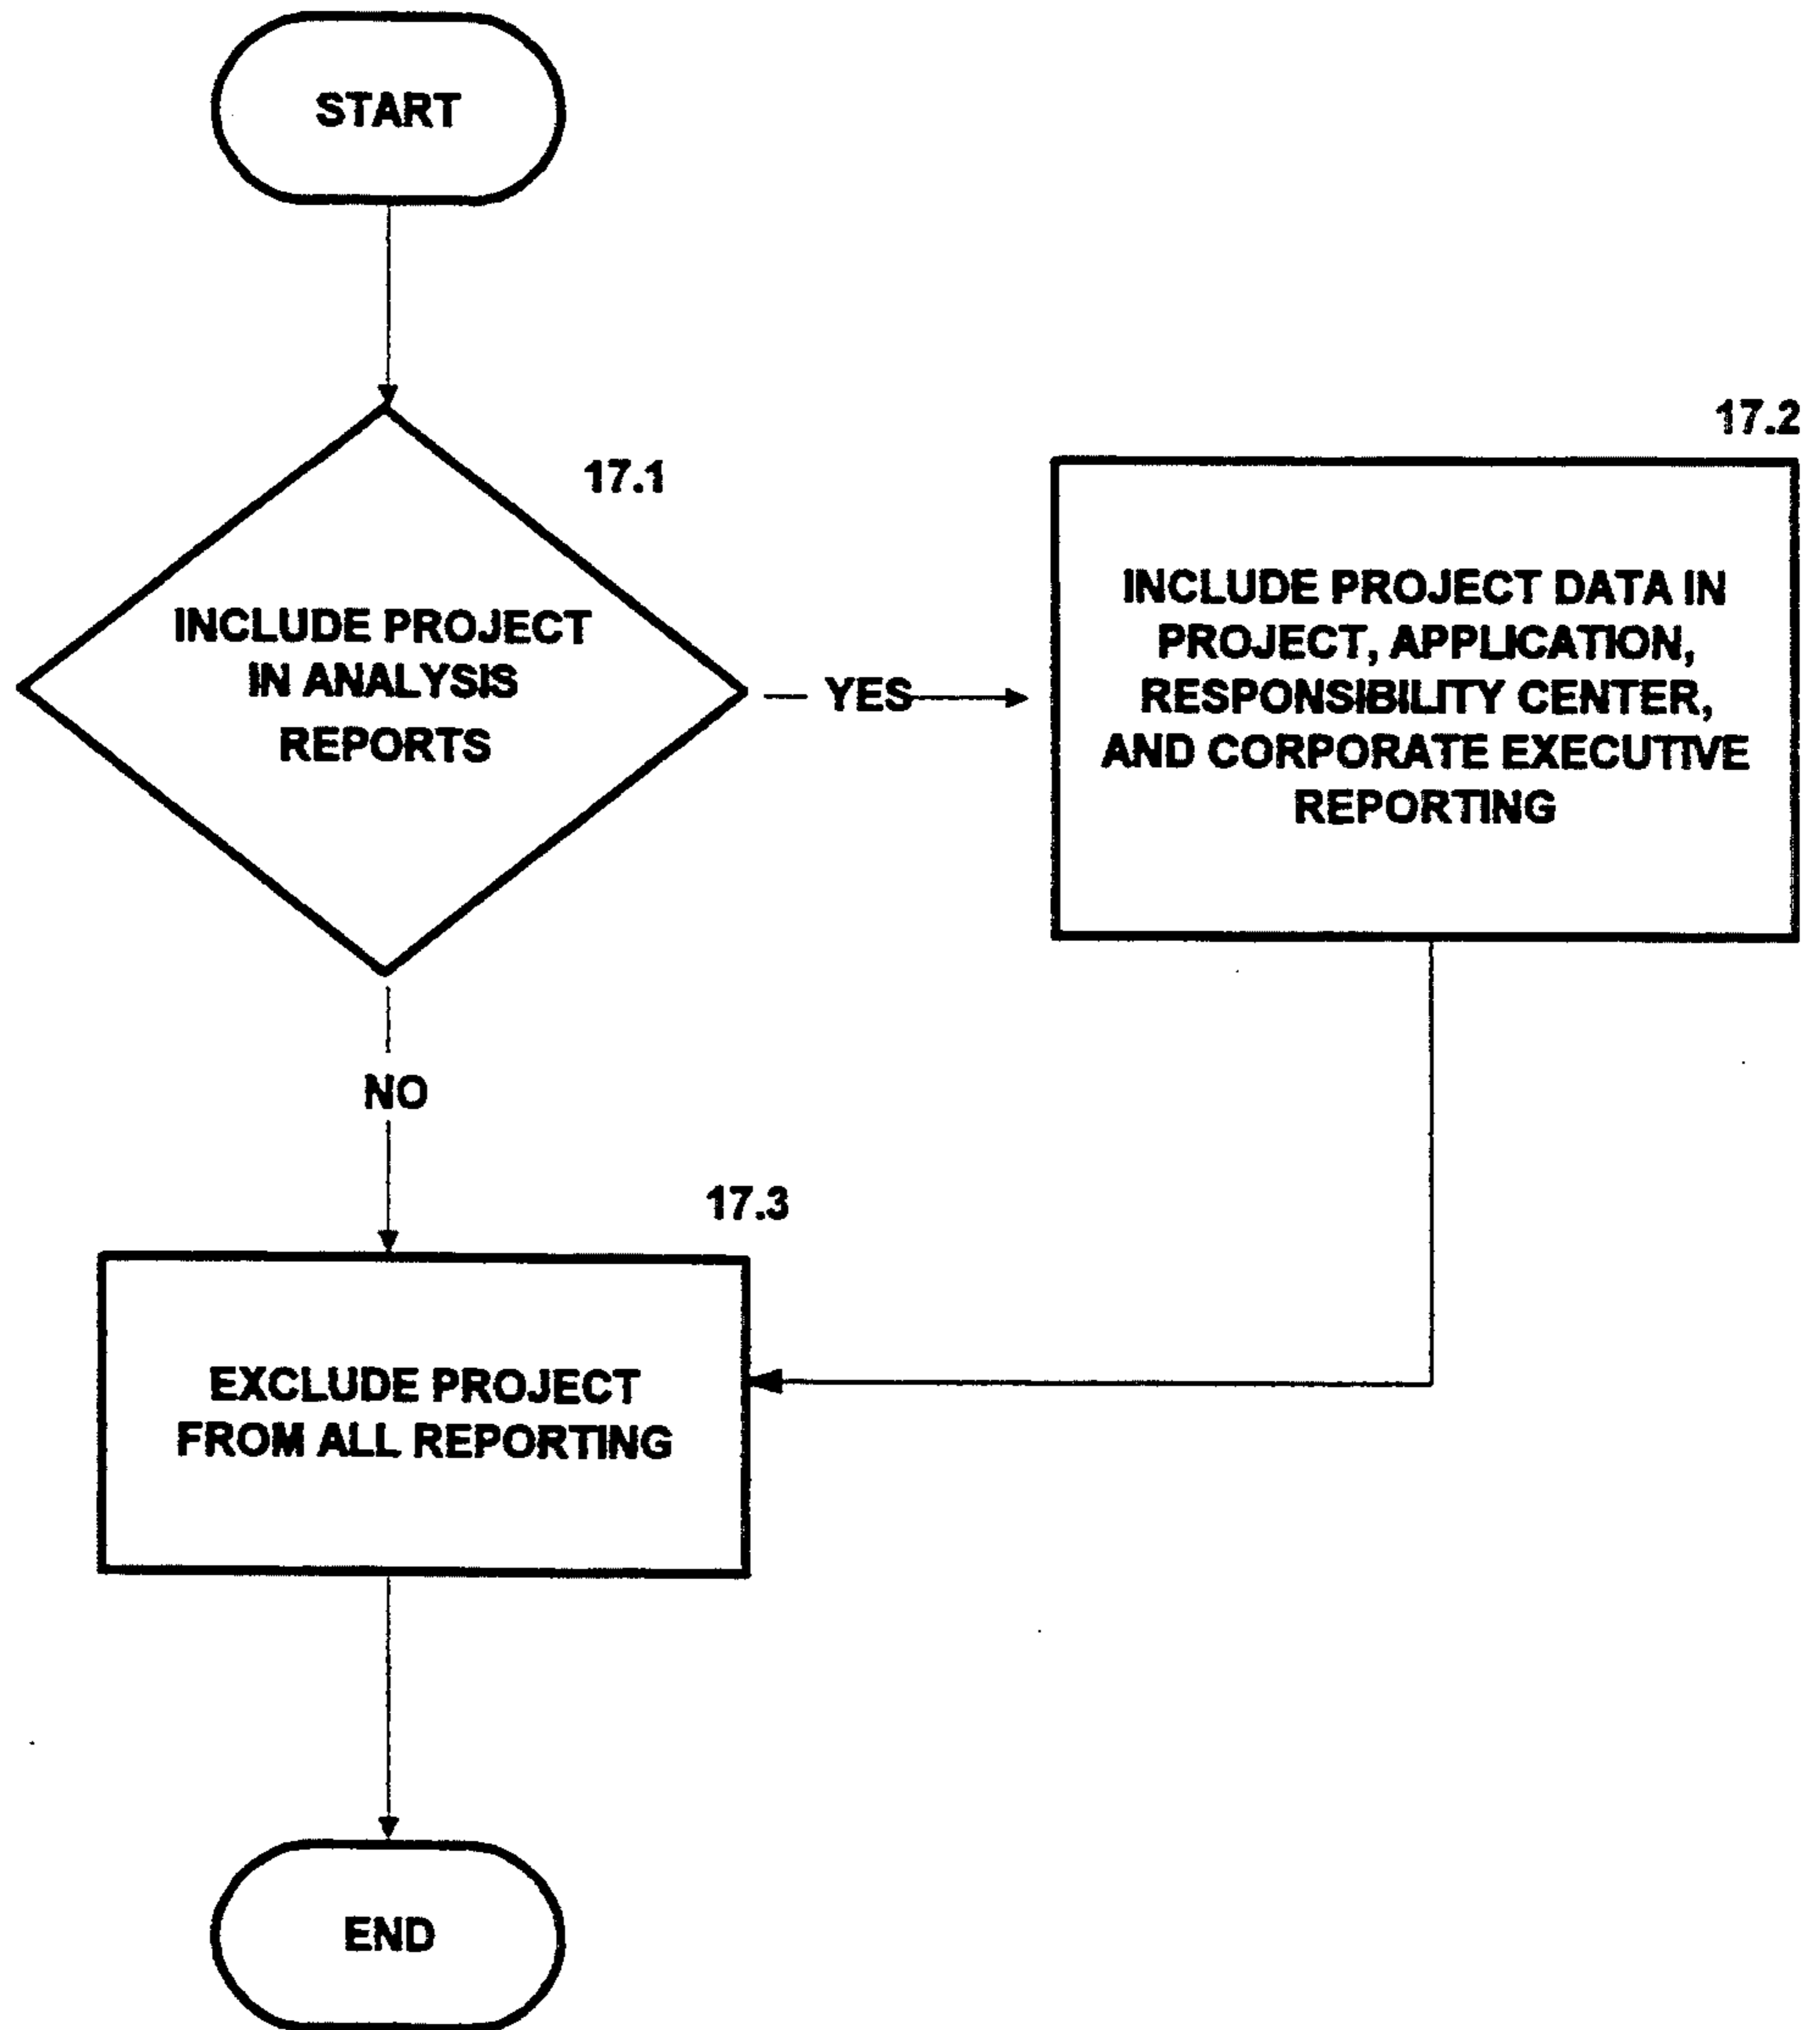 START
17.1
INCLUDE PROJECT
IN ANALYSIS
REPORTS
YES
17.2
INCLUDE PROJECT DATA IN
PROJECT, APPLICATION,
RESPONSIBILITY CENTER,
AND CORPORATE EXECUTIVE
REPORTING
NO
17.3
EXCLUDE PROJECT
FROM ALL REPORTING
END